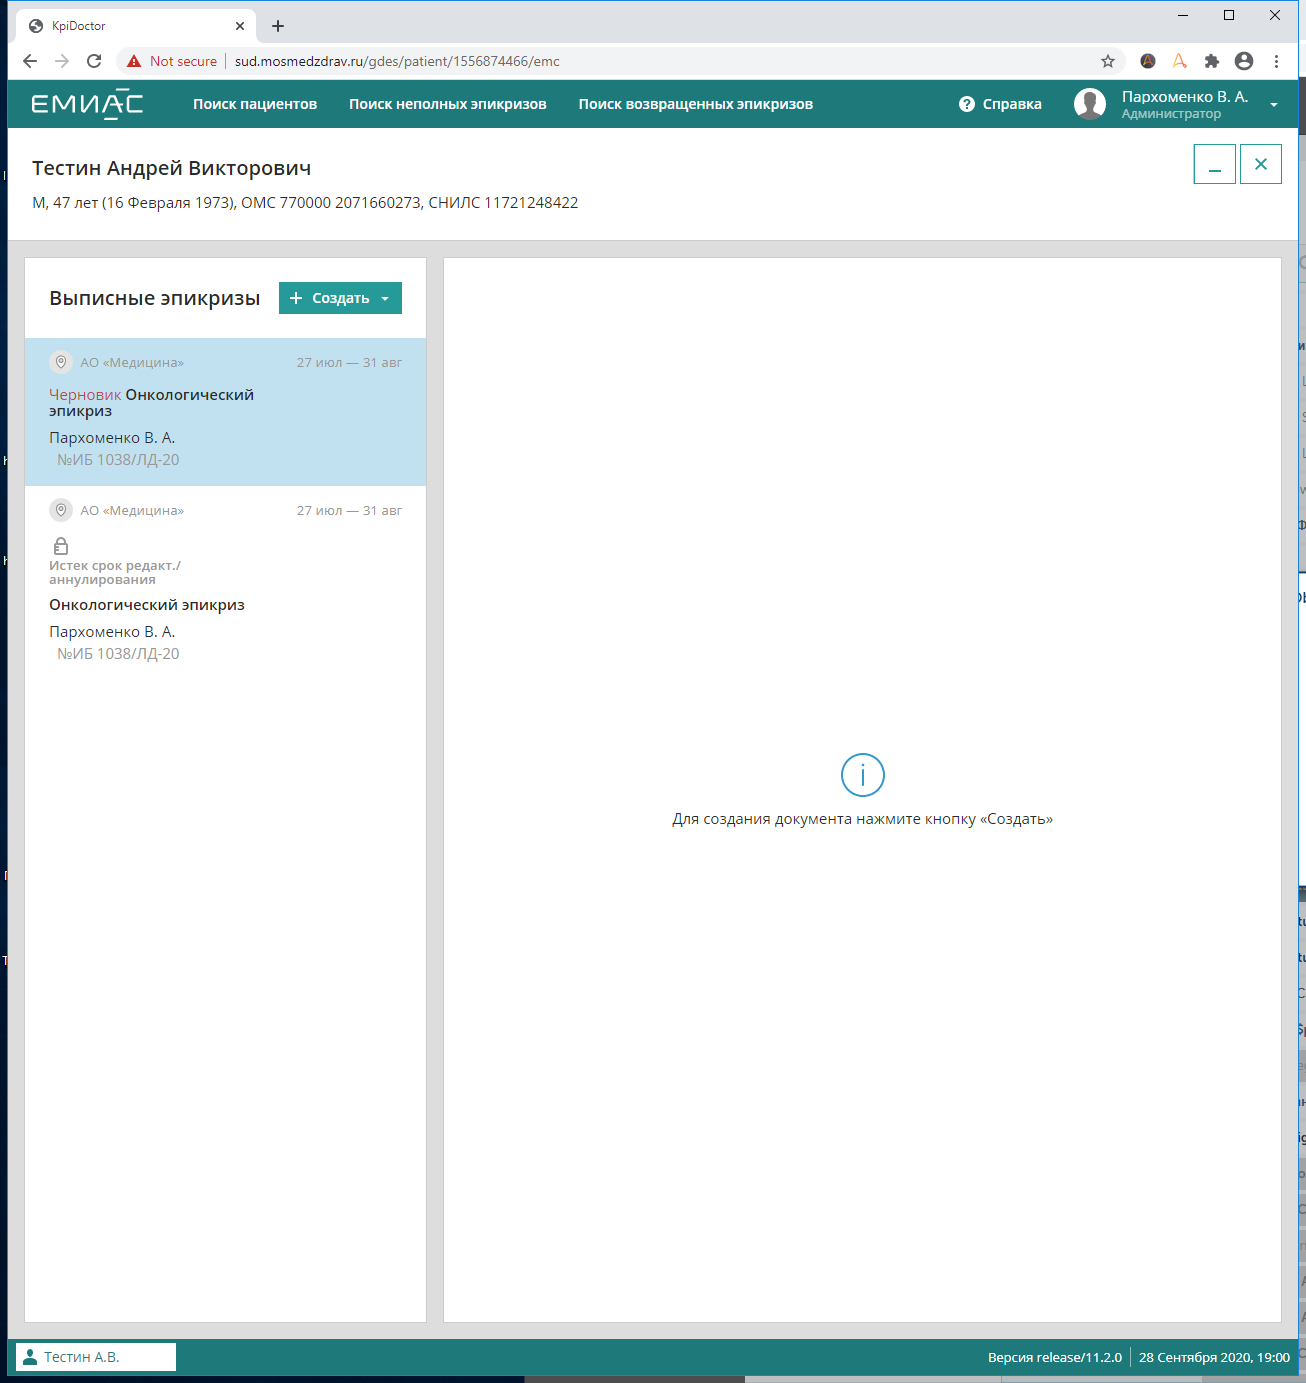 KpiDoctor
Not secure
sud.mosmedzdrav.ru/gdes/patient/1556874466/emc
ЕМИАС
Поиск пациентов
Поиск неполных эпикризов
Поиск возвращенных эпикризов
Справка
Пархоменко В. А.
Администратор
Тестин Андрей Викторович
М, 47 лет (16 Февраля 1973), ОМС 770000 2071660273, СНИЛС 11721248422
Выписные эпикризы
Создать
АО «Медицина»
27 июл — 31 авг
Черновик Онкологический
эпикриз
Пархоменко В. А.
№ИБ 1038/ЛД-20
АО «Медицина»
27 июл — 31 авг
Истек срок редакт./
аннулирования
Онкологический эпикриз
Пархоменко В. А.
№ИБ 1038/ЛД-20
Для создания документа нажмите кнопку «Создать»
Тестин А.В.
Версия release/11.2.0
28 Сентября 2020, 19:00